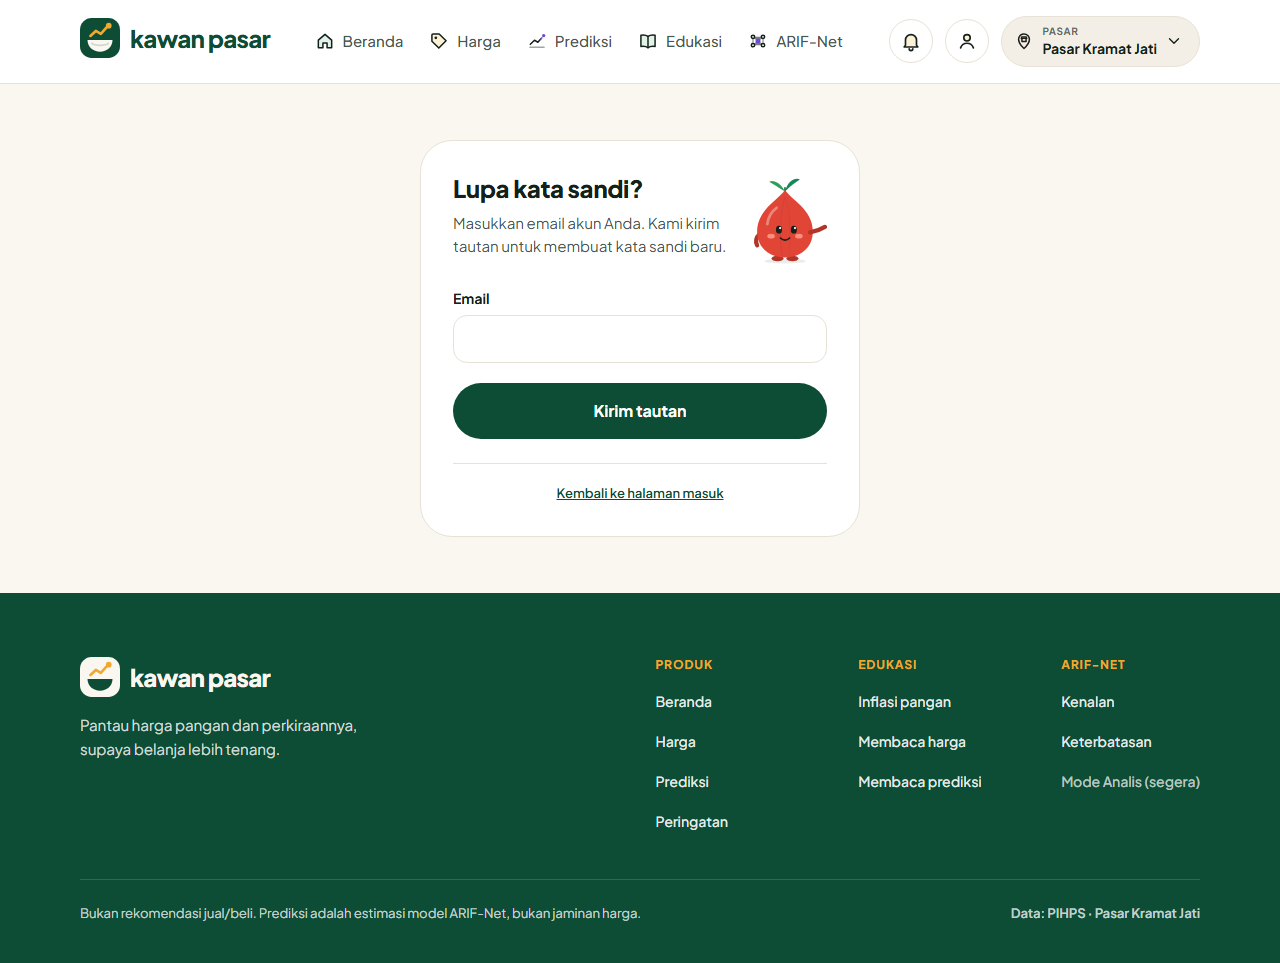 kawan pasar
Beranda
Harga
Prediksi
Edukasi
ARIF-Net
PASAR
Pasar Kramat Jati
Lupa kata sandi?
Masukkan email akun Anda. Kami kirim
tautan untuk membuat kata sandi baru.
Email
Kirim tautan
Kembali ke halaman masuk
kawan pasar
Pantau harga pangan dan perkiraannya,
supaya belanja lebih tenang.
PRODUK
Beranda
Harga
Prediksi
Peringatan
EDUKASI
Inflasi pangan
Membaca harga
Membaca prediksi
ARIF-NET
Kenalan
Keterbatasan
Mode Analis (segera)
Bukan rekomendasi jual/beli. Prediksi adalah estimasi model ARIF-Net, bukan jaminan harga.
Data: PIHPS · Pasar Kramat Jati